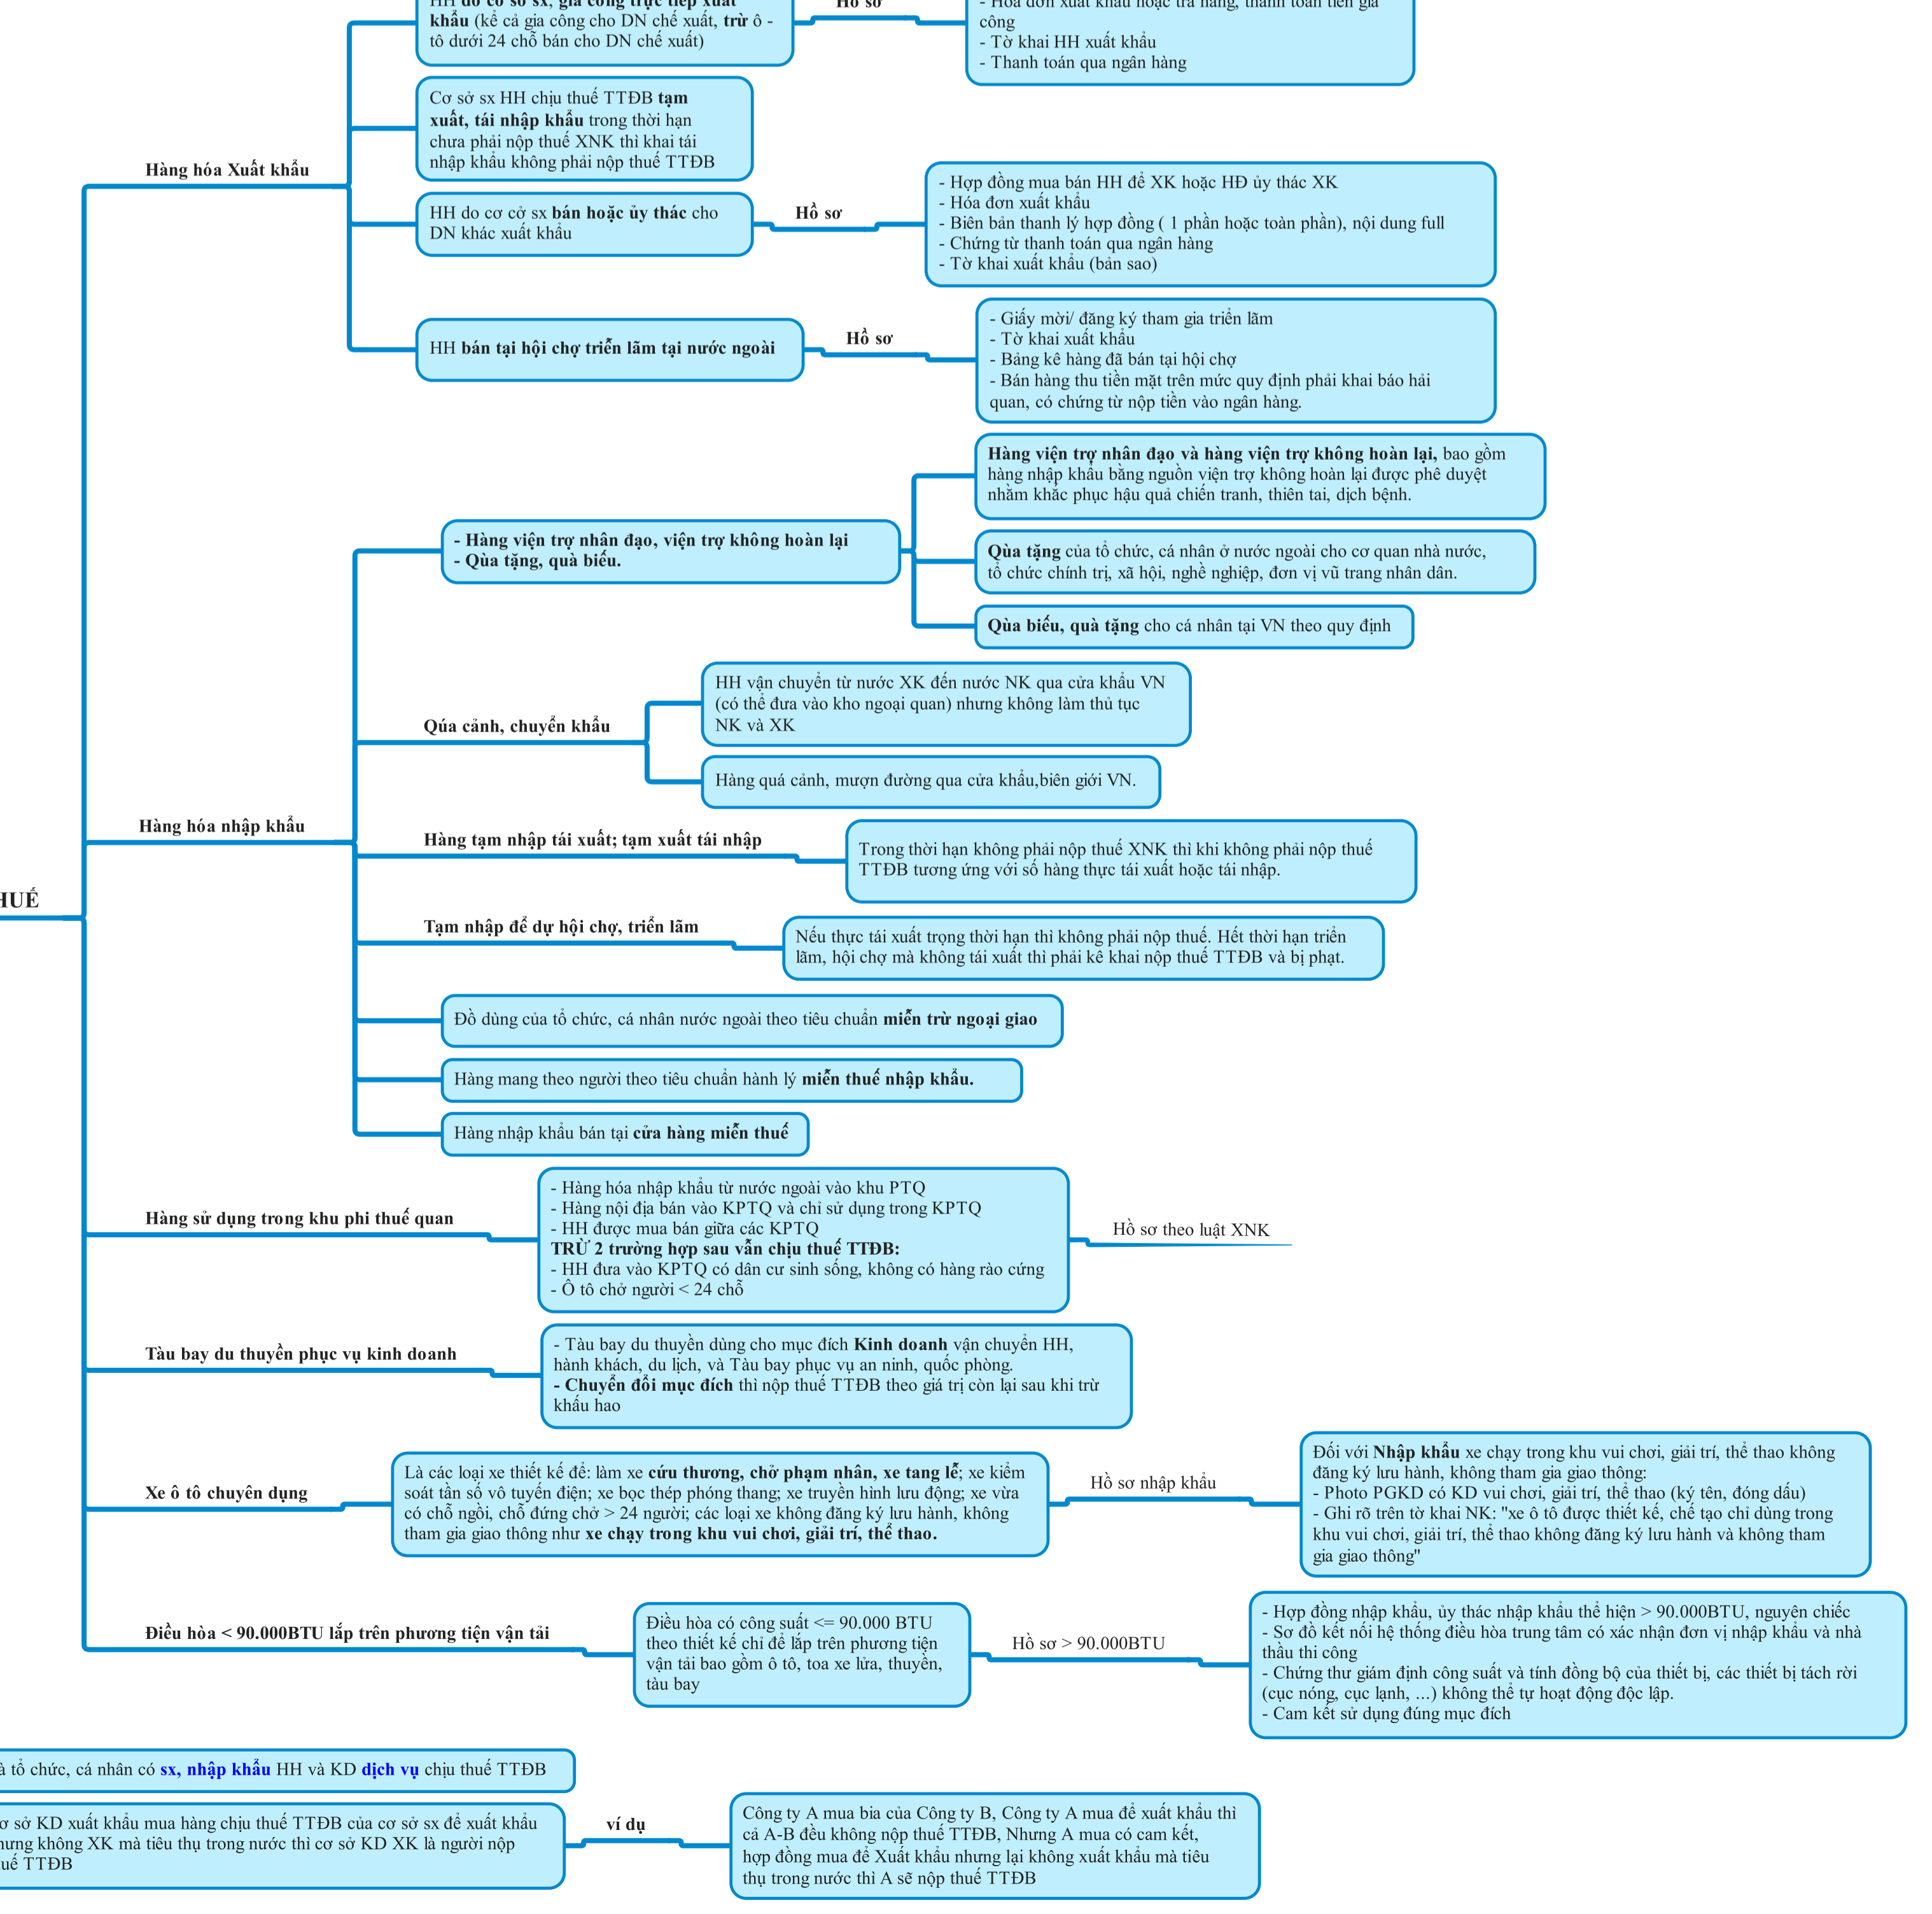 HH do cơ sở sx, gia công trực tiếp xuất
khẩu (kể cả gia công cho DN chế xuất, trừ ô -
tô dưới 24 chỗ bán cho DN chế xuất)
Hồ sơ
- Hóa đơn xuất khẩu hoặc trả hàng, thanh toán tiền gia
công
- Tờ khai HH xuất khẩu
- Thanh toán qua ngân hàng
Hàng hóa Xuất khẩu
Cơ sở sx HH chịu thuế TTĐB tạm
xuất, tái nhập khẩu trong thời hạn
chưa phải nộp thuế XNK thì khai tái
nhập khẩu không phải nộp thuế TTĐB
HH do cơ cở sx bán hoặc ủy thác cho
DN khác xuất khẩu
Hồ sơ
- Hợp đồng mua bán HH để XK hoặc HĐ ủy thác XK
- Hóa đơn xuất khẩu
- Biên bản thanh lý hợp đồng ( 1 phần hoặc toàn phần), nội dung full
- Chứng từ thanh toán qua ngân hàng
- Tờ khai xuất khẩu (bản sao)
HH bán tại hội chợ triển lãm tại nước ngoài
Hồ sơ
- Giấy mời/ đăng ký tham gia triển lãm
- Tờ khai xuất khẩu
- Bảng kê hàng đã bán tại hội chợ
- Bán hàng thu tiền mặt trên mức quy định phải khai báo hải
quan, có chứng từ nộp tiền vào ngân hàng.
- Hàng viện trợ nhân đạo, viện trợ không hoàn lại
- Qùa tặng, quà biếu.
Hàng viện trợ nhân đạo và hàng viện trợ không hoàn lại, bao gồm
hàng nhập khẩu bằng nguồn viện trợ không hoàn lại được phê duyệt
nhằm khắc phục hậu quả chiến tranh, thiên tai, dịch bệnh.
Qùa tặng của tổ chức, cá nhân ở nước ngoài cho cơ quan nhà nước,
tổ chức chính trị, xã hội, nghề nghiệp, đơn vị vũ trang nhân dân.
Qùa biếu, quà tặng cho cá nhân tại VN theo quy định
Qúa cảnh, chuyển khẩu
HH vận chuyển từ nước XK đến nước NK qua cửa khẩu VN
(có thể đưa vào kho ngoại quan) nhưng không làm thủ tục
NK và XK
Hàng quá cảnh, mượn đường qua cửa khẩu,biên giới VN.
Hàng hóa nhập khẩu
Hàng tạm nhập tái xuất; tạm xuất tái nhập
Trong thời hạn không phải nộp thuế XNK thì khi không phải nộp thuế
TTĐB tương ứng với số hàng thực tái xuất hoặc tái nhập.
HUẾ
Tạm nhập để dự hội chợ, triển lãm
Nếu thực tái xuất trọng thời hạn thì không phải nộp thuế. Hết thời hạn triển
lãm, hội chợ mà không tái xuất thì phải kê khai nộp thuế TTĐB và bị phạt.
Đồ dùng của tổ chức, cá nhân nước ngoài theo tiêu chuẩn miễn trừ ngoại giao
Hàng mang theo người theo tiêu chuẩn hành lý miễn thuế nhập khẩu.
Hàng nhập khẩu bán tại cửa hàng miễn thuế
Hàng sử dụng trong khu phi thuế quan
- Hàng hóa nhập khẩu từ nước ngoài vào khu PTQ
- Hàng nội địa bán vào KPTQ và chỉ sử dụng trong KPTQ
- HH được mua bán giữa các KPTQ
TRỪ 2 trường hợp sau vẫn chịu thuế TTĐB:
- HH đưa vào KPTQ có dân cư sinh sống, không có hàng rào cứng
- Ô tô chở người < 24 chỗ
Hồ sơ theo luật XNK
Tàu bay du thuyền phục vụ kinh doanh
- Tàu bay du thuyền dùng cho mục đích Kinh doanh vận chuyển HH,
hành khách, du lịch, và Tàu bay phục vụ an ninh, quốc phòng.
- Chuyển đổi mục đích thì nộp thuế TTĐB theo giá trị còn lại sau khi trừ
khấu hao
Xe ô tô chuyên dụng
Là các loại xe thiết kế để: làm xe cứu thương, chở phạm nhân, xe tang lễ; xe kiểm
soát tần số vô tuyến điện; xe bọc thép phóng thang; xe truyền hình lưu động; xe vừa
có chỗ ngồi, chỗ đứng chở > 24 người; các loại xe không đăng ký lưu hành, không
tham gia giao thông như xe chạy trong khu vui chơi, giải trí, thể thao.
Hồ sơ nhập khẩu
Đối với Nhập khẩu xe chạy trong khu vui chơi, giải trí, thể thao không
đăng ký lưu hành, không tham gia giao thông:
- Photo PGKD có KD vui chơi, giải trí, thể thao (ký tên, đóng dấu)
- Ghi rõ trên tờ khai NK: "xe ô tô được thiết kế, chế tạo chỉ dùng trong
khu vui chơi, giải trí, thể thao không đăng ký lưu hành và không tham
gia giao thông"
Điều hòa < 90.000BTU lắp trên phương tiện vận tải
Điều hòa có công suất <= 90.000 BTU
theo thiết kế chỉ để lắp trên phương tiện
vận tải bao gồm ô tô, toa xe lửa, thuyền,
tàu bay
Hồ sơ > 90.000BTU
- Hợp đồng nhập khẩu, ủy thác nhập khẩu thể hiện > 90.000BTU, nguyên chiếc
- Sơ đồ kết nối hệ thống điều hòa trung tâm có xác nhận đơn vị nhập khẩu và nhà
thầu thi công
- Chứng thư giám định công suất và tính đồng bộ của thiết bị, các thiết bị tách rời
(cục nóng, cục lạnh, ...) không thể tự hoạt động độc lập.
- Cam kết sử dụng đúng mục đích
à tổ chức, cá nhân có sx, nhập khẩu HH và KD dịch vụ chịu thuế TTĐB
ơ sở KD xuất khẩu mua hàng chịu thuế TTĐB của cơ sở sx để xuất khẩu
hưng không XK mà tiêu thụ trong nước thì cơ sở KD XK là người nộp
uế TTĐB
ví dụ
Công ty A mua bia của Công ty B, Công ty A mua để xuất khẩu thì
cả A-B đều không nộp thuế TTĐB, Nhưng A mua có cam kết,
hợp đồng mua để Xuất khẩu nhưng lại không xuất khẩu mà tiêu
thụ trong nước thì A sẽ nộp thuế TTĐB